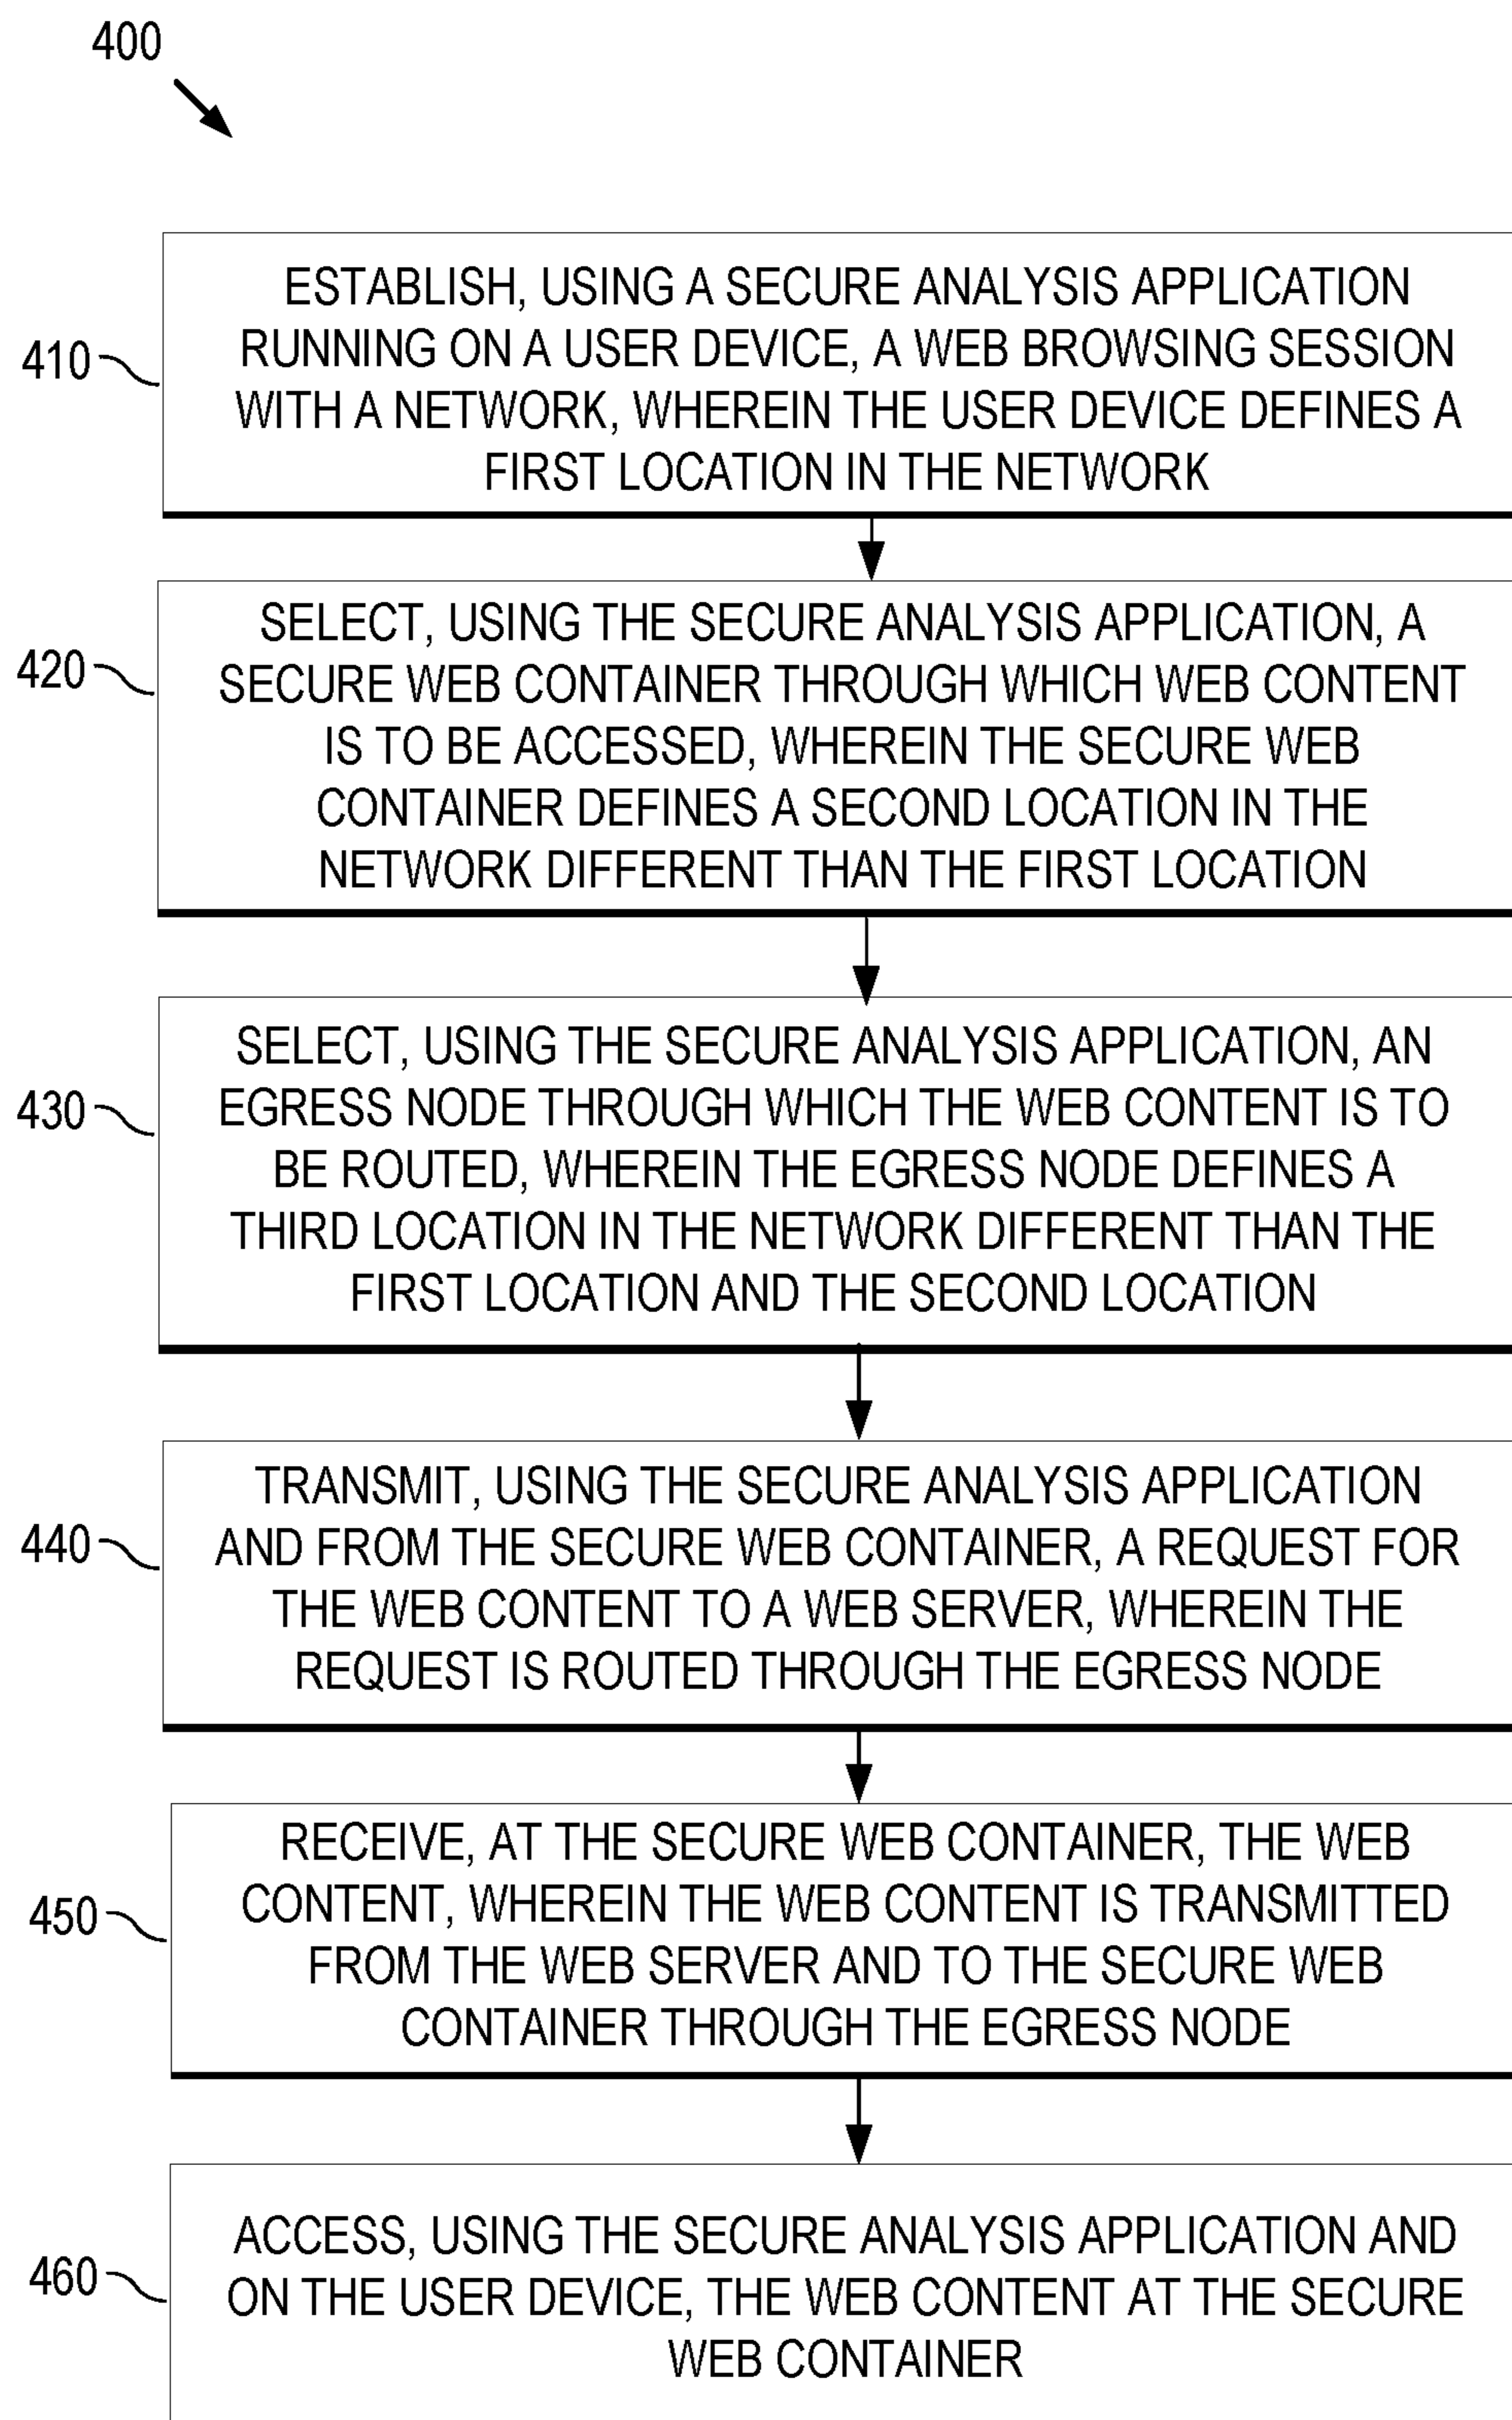 400
410
ESTABLISH, USING A SECURE ANALYSIS APPLICATION
RUNNING ON A USER DEVICE, A WEB BROWSING SESSION
WITH A NETWORK, WHEREIN THE USER DEVICE DEFINES A
FIRST LOCATION IN THE NETWORK
420
SELECT, USING THE SECURE ANALYSIS APPLICATION, A
SECURE WEB CONTAINER THROUGH WHICH WEB CONTENT
IS TO BE ACCESSED, WHEREIN THE SECURE WEB
CONTAINER DEFINES A SECOND LOCATION IN THE
NETWORK DIFFERENT THAN THE FIRST LOCATION
430
SELECT, USING THE SECURE ANALYSIS APPLICATION, AN
EGRESS NODE THROUGH WHICH THE WEB CONTENT IS TO
BE ROUTED, WHEREIN THE EGRESS NODE DEFINES A
THIRD LOCATION IN THE NETWORK DIFFERENT THAN THE
FIRST LOCATION AND THE SECOND LOCATION
440
TRANSMIT, USING THE SECURE ANALYSIS APPLICATION
AND FROM THE SECURE WEB CONTAINER, A REQUEST FOR
THE WEB CONTENT TO A WEB SERVER, WHEREIN THE
REQUEST IS ROUTED THROUGH THE EGRESS NODE
450
RECEIVE, AT THE SECURE WEB CONTAINER, THE WEB
CONTENT, WHEREIN THE WEB CONTENT IS TRANSMITTED
FROM THE WEB SERVER AND TO THE SECURE WEB
CONTAINER THROUGH THE EGRESS NODE
460
ACCESS, USING THE SECURE ANALYSIS APPLICATION AND
ON THE USER DEVICE, THE WEB CONTENT AT THE SECURE
WEB CONTAINER